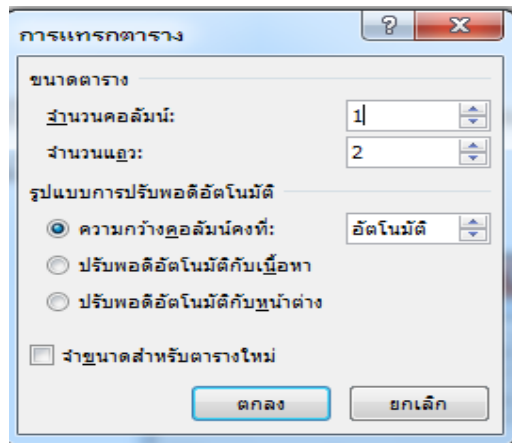 การแทรกตาราง
ขนาดตาราง
จำนวนคอลัมน์: 1
จำนวนแถว: 2
รูปแบบการปรับพอดีอัตโนมัติ
ความกว้างคอลัมน์คงที่: อัตโนมัติ
ปรับพอดีอัตโนมัติกับเนื้อหา
ปรับพอดีอัตโนมัติกับหน้าต่าง
จำขนาดสำหรับตารางใหม่
ตกลง ยกเลิก